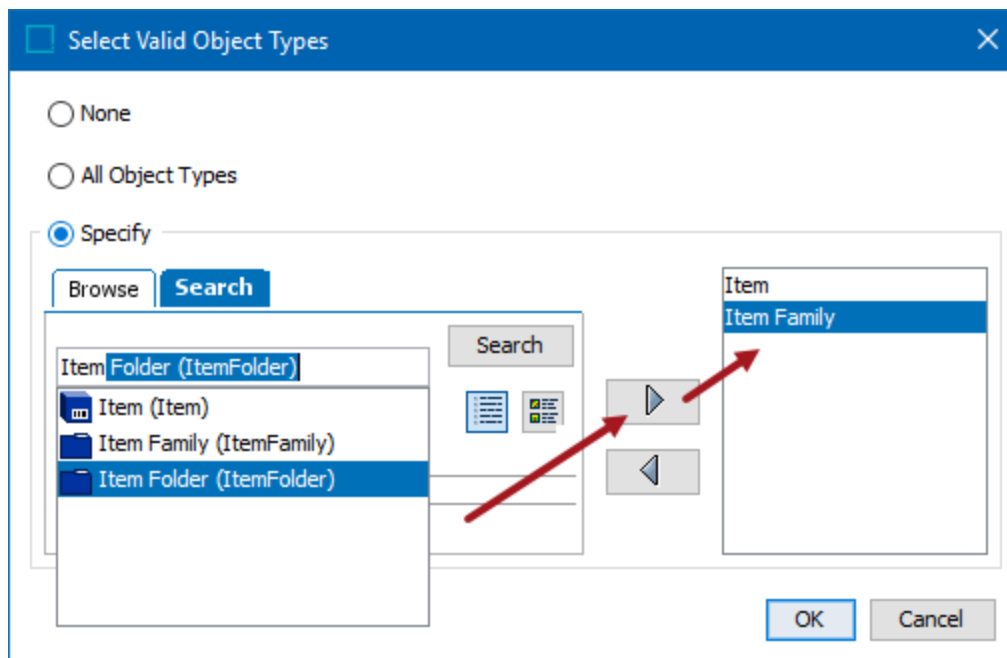 Select Valid Object Types
None
All Object Types
Specify
Browse
Search
Search
Item Folder (ItemFolder)
Item (Item)
Item Family (ItemFamily)
Item Folder (ItemFolder)
Item
Item Family
OK
Cancel